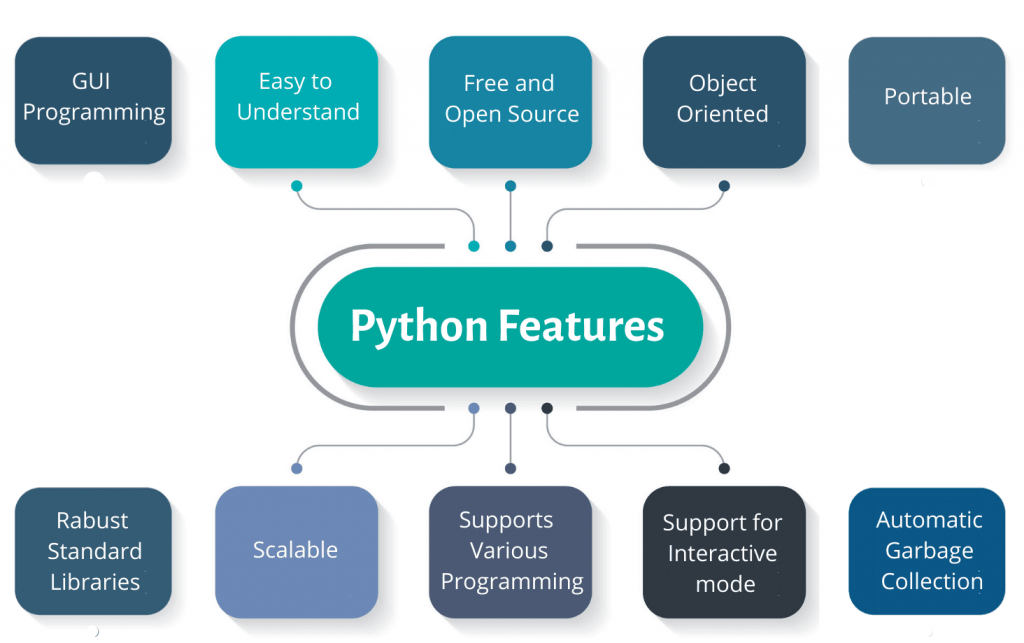 GUI
Programming
Easy to
Understand
Free and
Open Source
Object
Oriented
Portable
Python Features
Rabust
Standard
Libraries
Scalable
Supports
Various
Programming
Support for
Interactive
mode
Automatic
Garbage
Collection